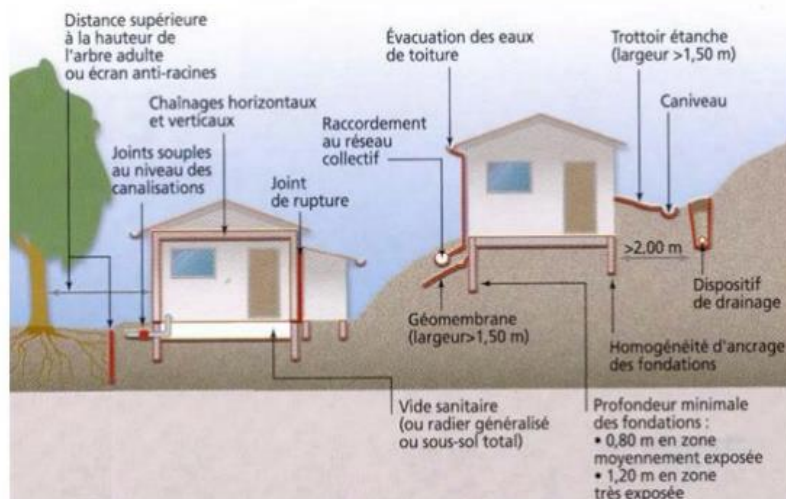 Distance supérieure
à la hauteur de
l'arbre adulte
ou écran anti-racines
Chaînages horizontaux
et verticaux
Joints souples
au niveau des
canalisations
Joint
de rupture
Évacuation des eaux
de toiture
Raccordement
au réseau
collectif
Trottoir étanche
(largeur >1,50 m)
Caniveau
>2.00 m
Dispositif
de drainage
Géomembrane
(largeur>1,50 m)
Homogénéité d'ancrage
des fondations
Vide sanitaire
(ou radier généralisé
ou sous-sol total)
Profondeur minimale
des fondations :
• 0,80 m en zone
moyennement exposée
• 1,20 m en zone
très exposée